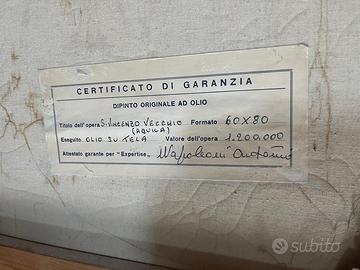 CERTIFICATO DI GARANZIA
DIPINTO ORIGINALE AD OLIO
Titolo dell'opera S. VINCENZO VECCHIO Formato 60X80
(AQUILA)
Eseguito OLIO SU TELA Valore dell'opera 1.200.000
Attestato garante per "Expertise" Napoleoni Antonio
subito